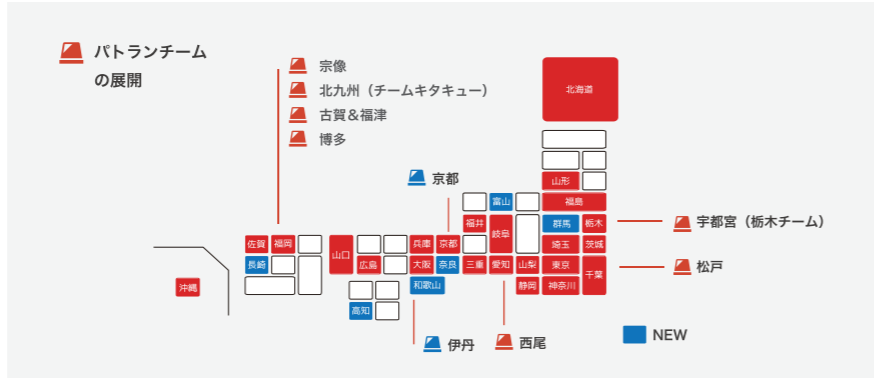 パトランチーム
の展開
宗像
北九州（チームキタキュー）
古賀＆福津
博多
北海道
山形
京都
富山
福島
福井
岐阜
群馬
栃木
宇都宮（栃木チーム）
佐賀
福岡
山口
兵庫
京都
埼玉
茨城
長崎
広島
大阪
奈良
三重
愛知
山梨
東京
千葉
松戸
沖縄
和歌山
静岡
神奈川
高知
伊丹
西尾
NEW